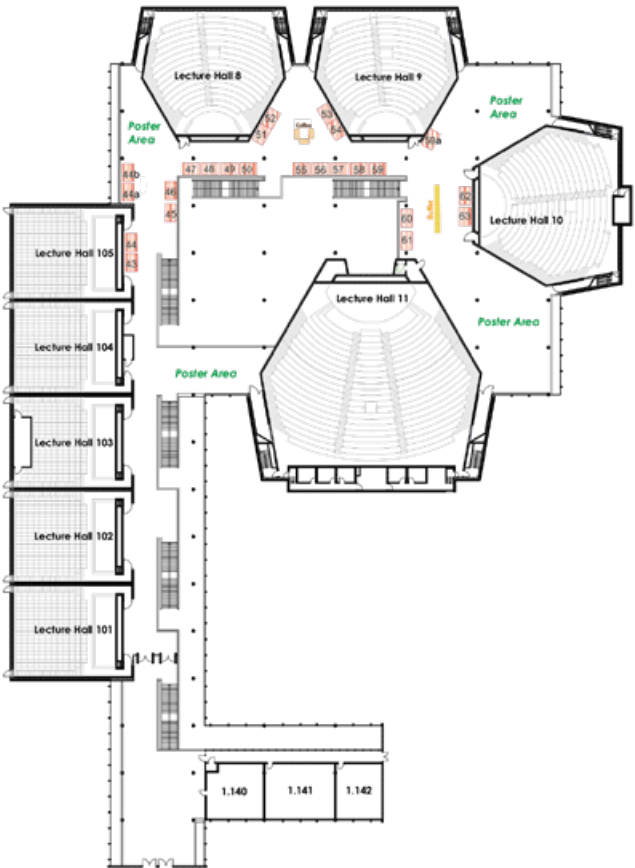 Lecture Hall 8
Lecture Hall 9
Poster
Area
Poster
Area
52
51
Coffee
53
54
59a
47 48 49 50
55 56 57 58 59
44b
44a
46
45
62
63
Buffet
60
61
Lecture Hall 10
44
43
Lecture Hall 105
Lecture Hall 11
Poster Area
Lecture Hall 104
Poster Area
Lecture Hall 103
Lecture Hall 102
Lecture Hall 101
1.140
1.141
1.142